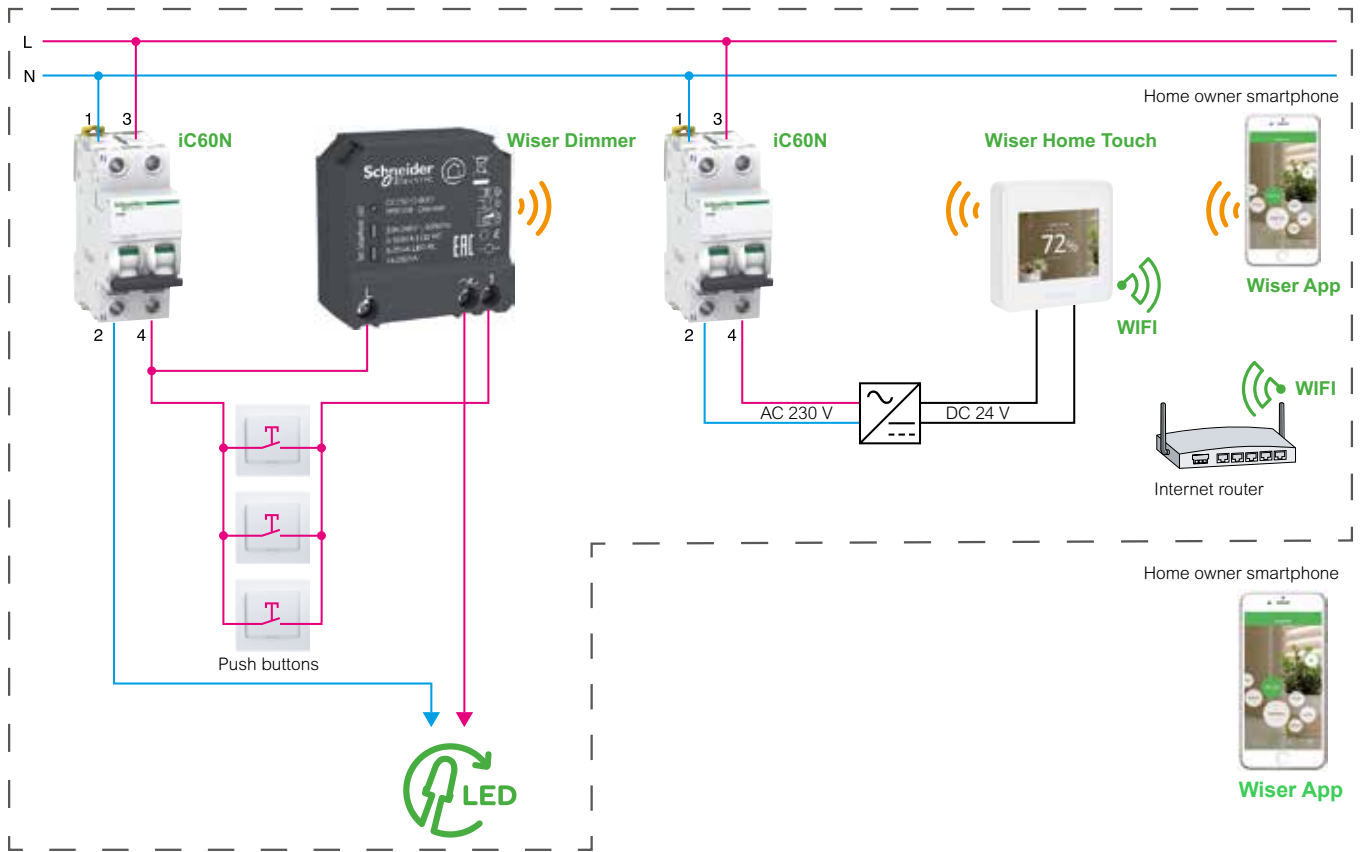 L
N
Home owner smartphone
1
3
iC60N
Wiser Dimmer
1
3
iC60N
Wiser Home Touch
Schneider
Electric
N
N
EAC
72%
Wiser App
WIFI
2
4
2
4
AC 230 V
DC 24 V
WIFI
Internet router
Home owner smartphone
Push buttons
LED
Wiser App